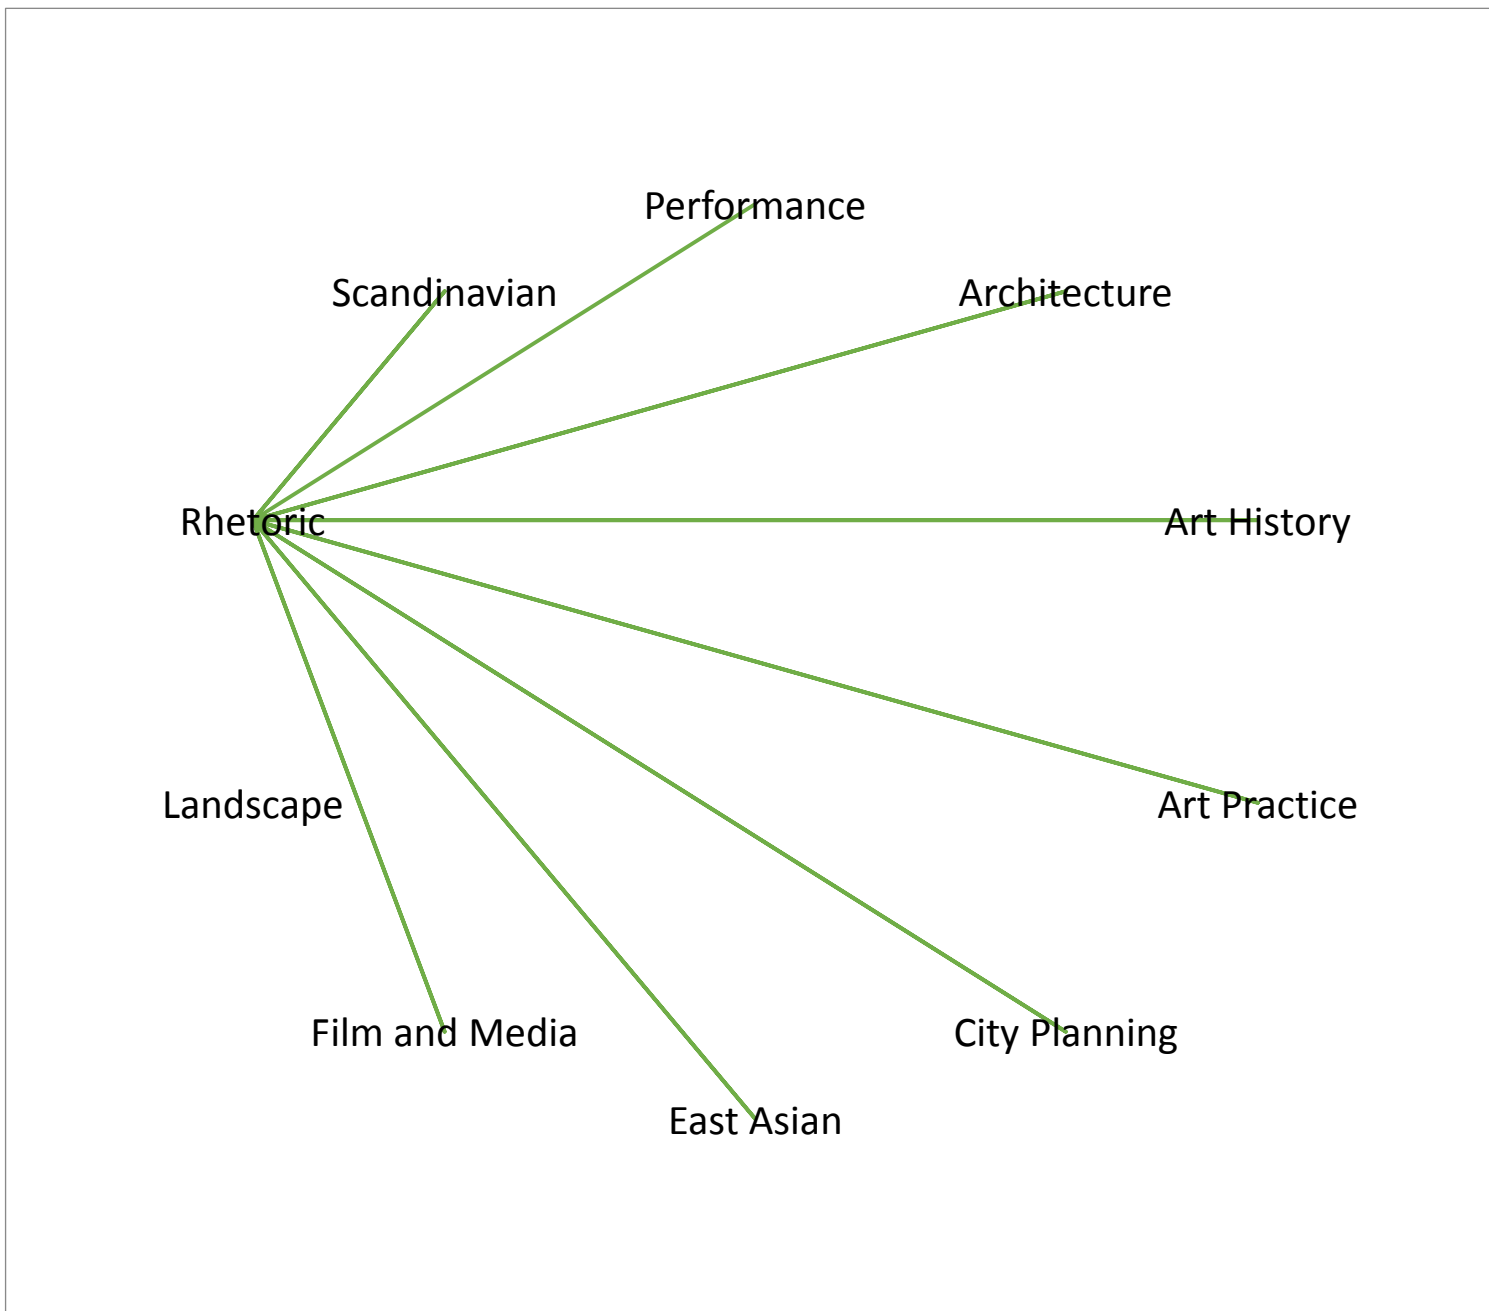 Performance
Scandinavian
Architecture
Rhetoric
Art History
Landscape
Art Practice
Film and Media
City Planning
East Asian